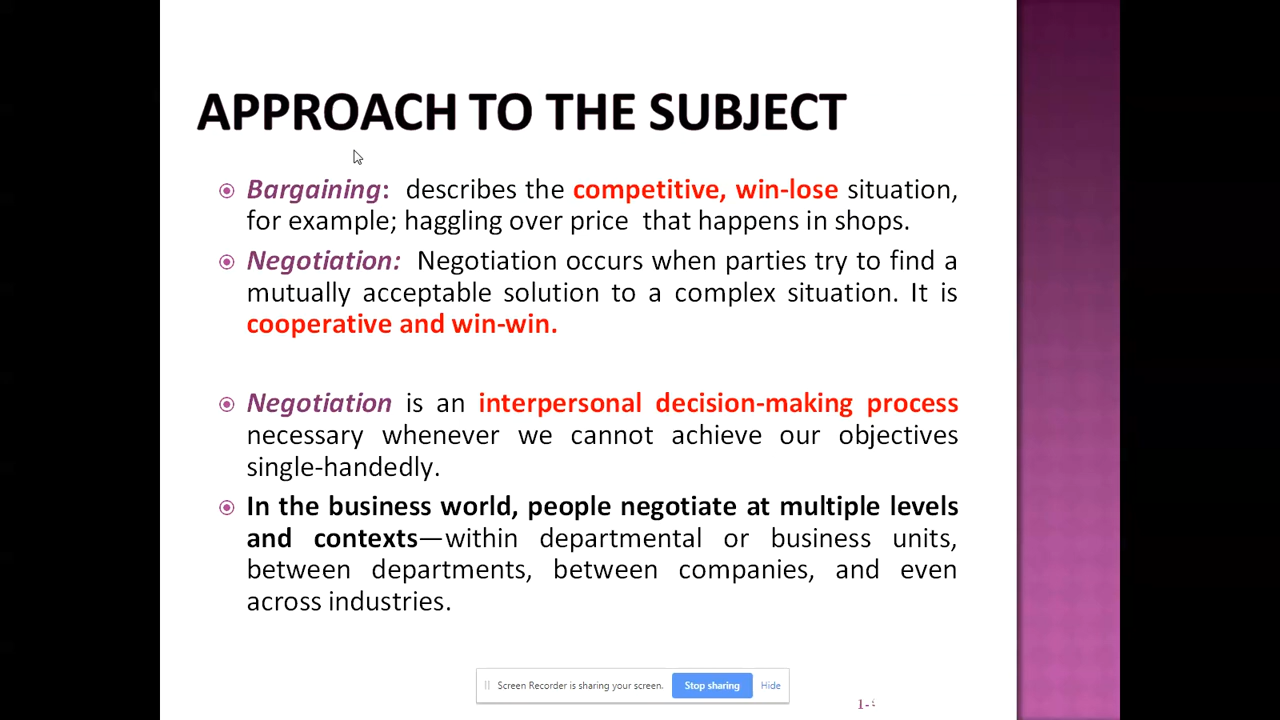 APPROACH TO THE SUBJECT
Bargaining: describes the competitive, win-lose situation,
for example; haggling over price that happens in shops.
Negotiation: Negotiation occurs when parties try to find a
mutually acceptable solution to a complex situation. It is
cooperative and win-win.
Negotiation is an interpersonal decision-making process
necessary whenever we cannot achieve our objectives
single-handedly.
In the business world, people negotiate at multiple levels
and contexts—within departmental or business units,
between departments, between companies, and even
across industries.
Screen Recorder is sharing your screen. Stop sharing Hide